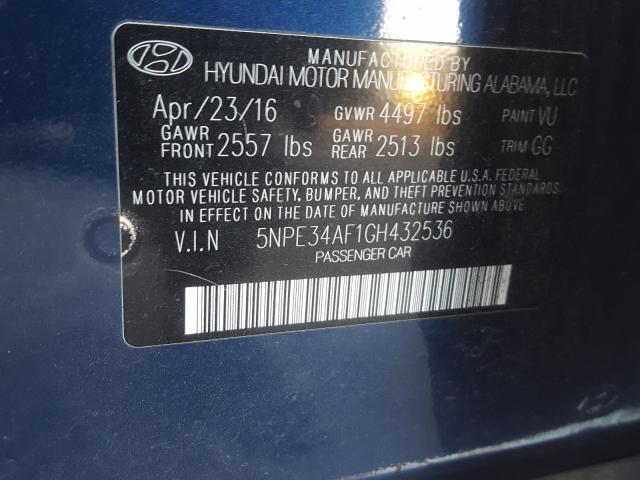 MANUFACTURED BY
HYUNDAI MOTOR MANUFACTURING ALABAMA, LLC
Apr/23/16 GVWR 4497 lbs PAINT VU
GAWR FRONT 2557 lbs GAWR REAR 2513 lbs TRIM GG
THIS VEHICLE CONFORMS TO ALL APPLICABLE U.S.A. FEDERAL
MOTOR VEHICLE SAFETY, BUMPER, AND THEFT PREVENTION STANDARDS
IN EFFECT ON THE DATE OF MANUFACTURE SHOWN ABOVE.
V.I.N 5NPE34AF1GH432536
PASSENGER CAR